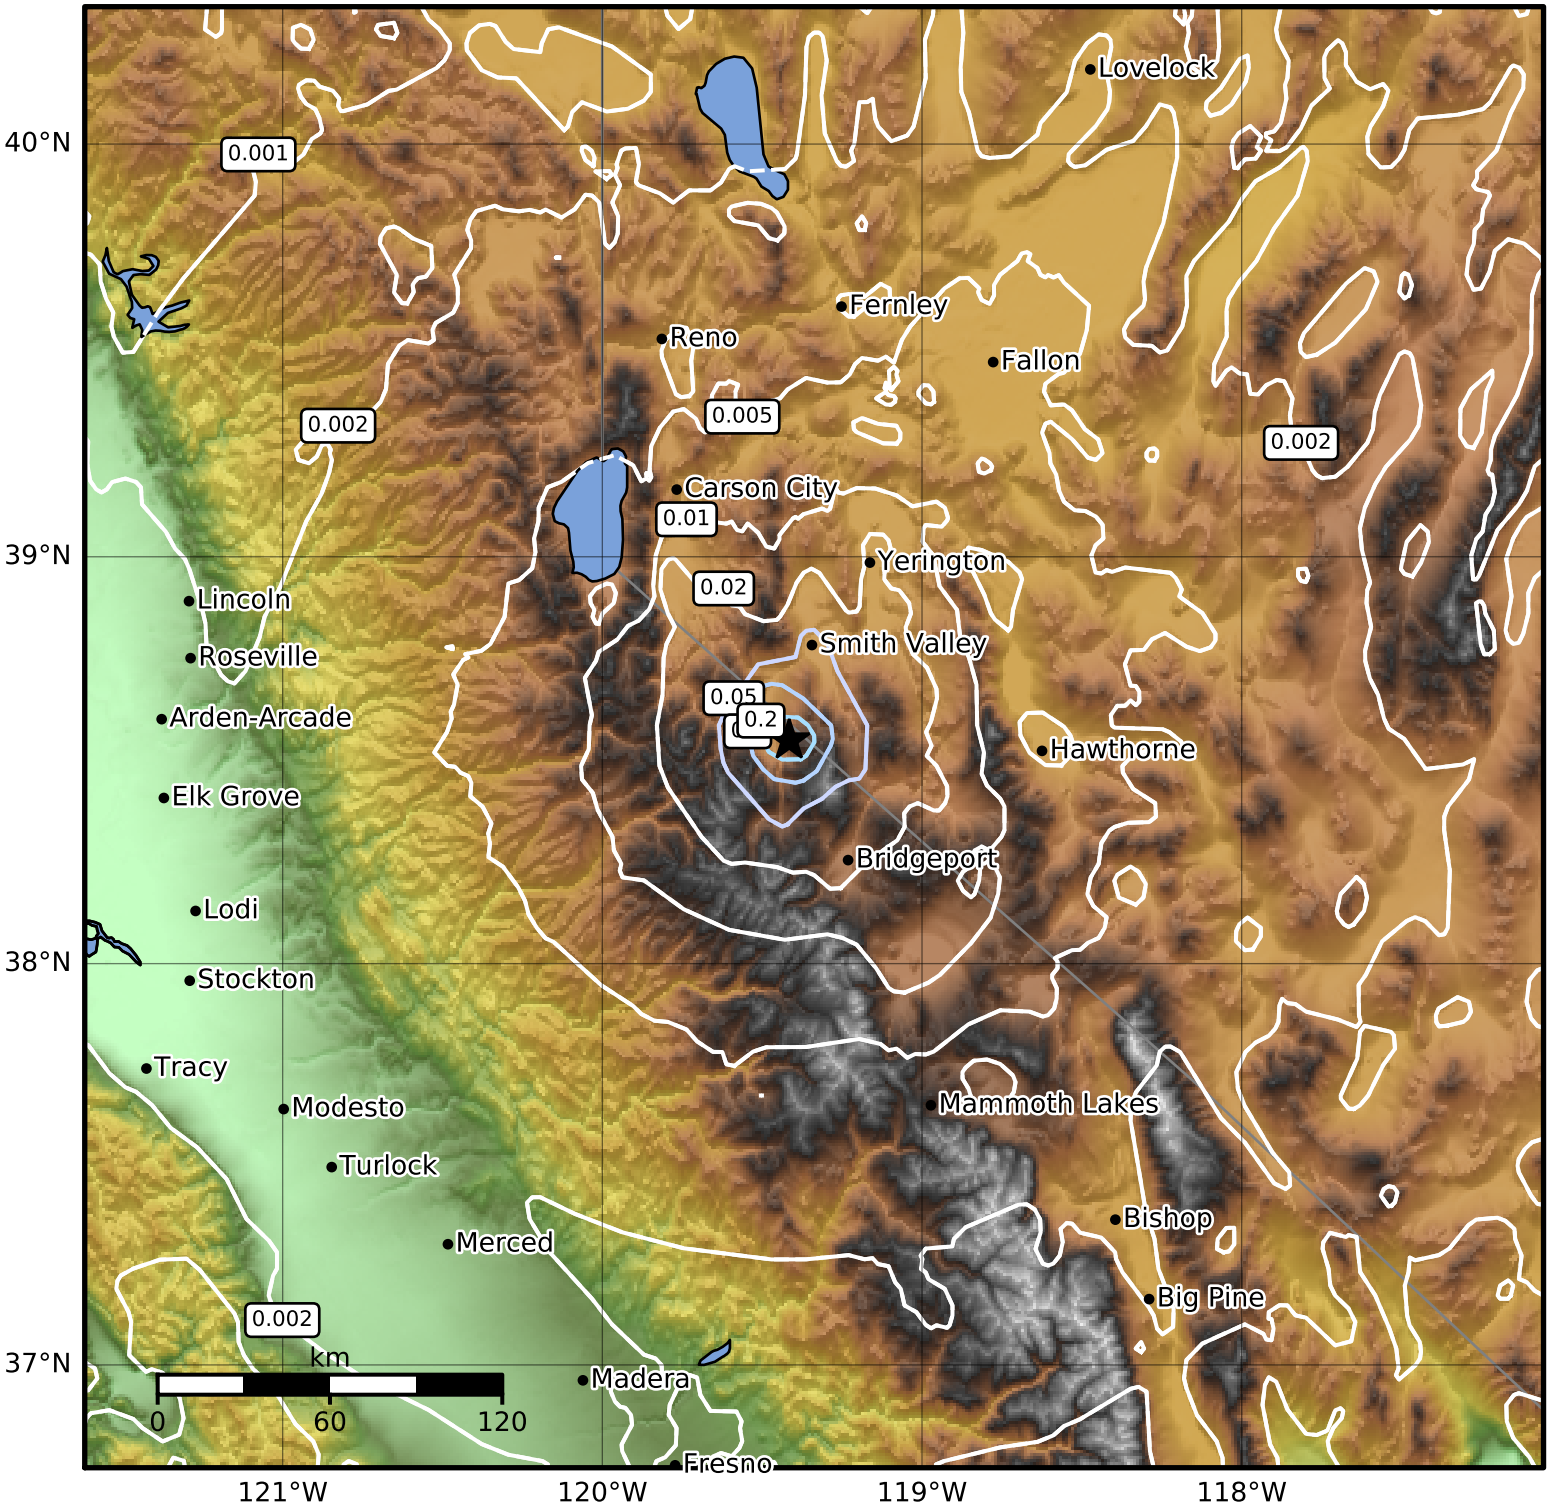 Lovelock
40°N
0.001
Fernley
Reno
Fallon
0.005
0.002
0.002
Carson City
0.01
39°N
Yerington
0.02
Lincoln
Smith Valley
Roseville
0.05
0.2
Arden-Arcade
Hawthorne
Elk Grove
Bridgeport
Lodi
38°N
Stockton
Tracy
Mammoth Lakes
Modesto
Turlock
Bishop
Merced
Big Pine
0.002
km
37°N
Madera
0 60 120
Fresno
121°W 120°W 119°W 118°W